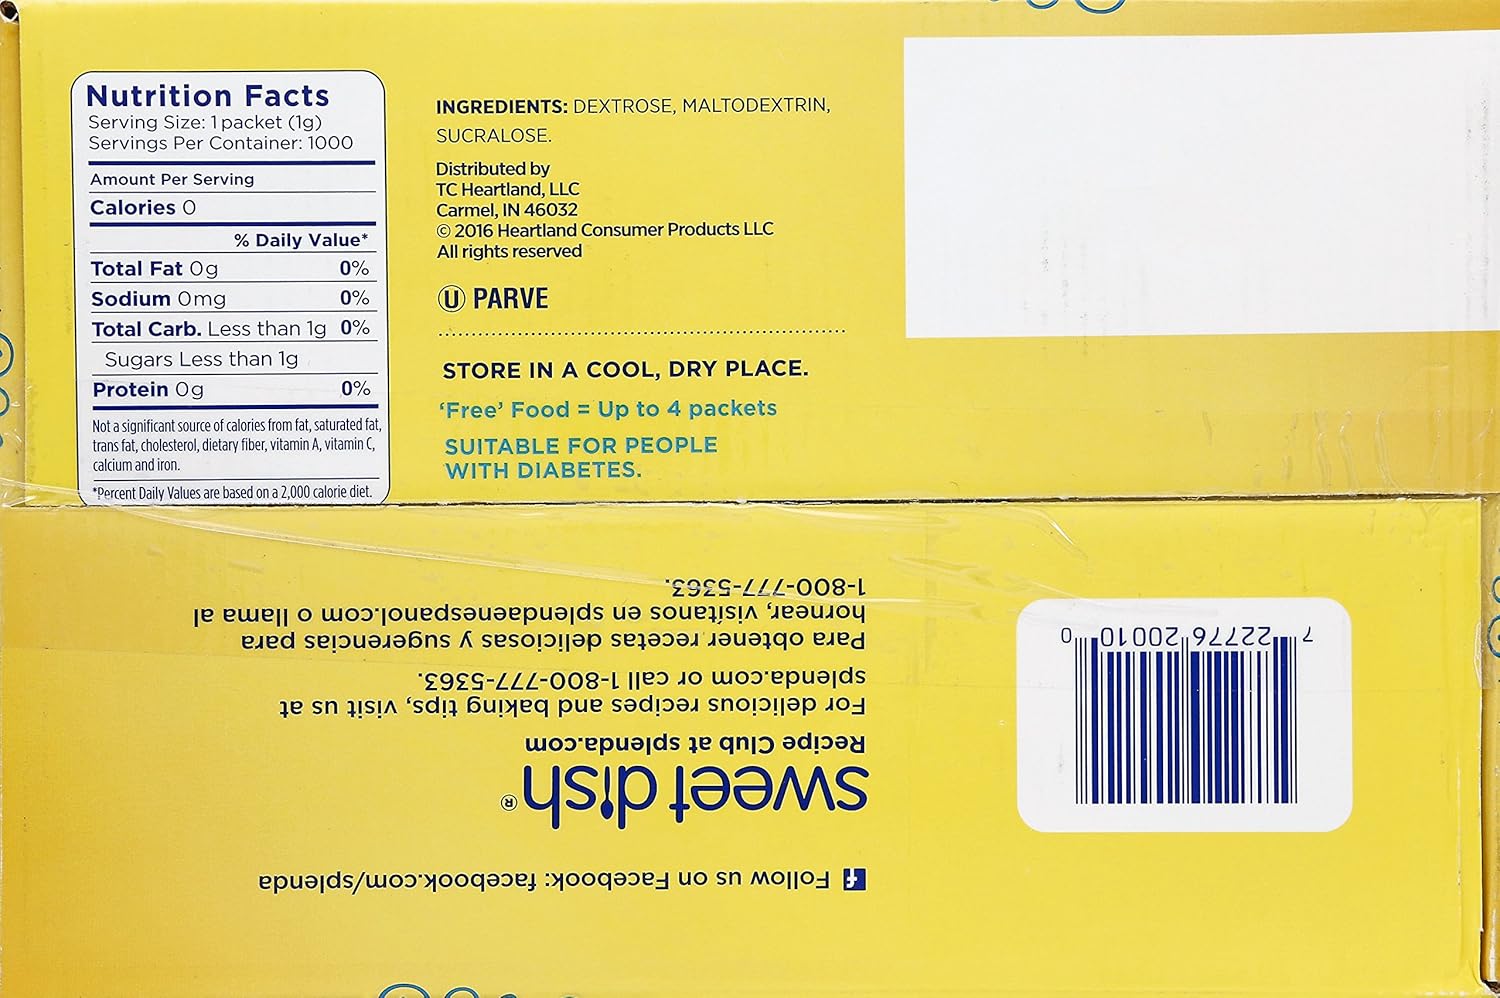 Nutrition Facts
Serving Size: 1 packet (1g)
Servings Per Container: 1000
Amount Per Serving
Calories 0
% Daily Value*
Total Fat 0g 0%
Sodium 0mg 0%
Total Carb. Less than 1g 0%
Sugars Less than 1g
Protein 0g 0%
Not a significant source of calories from fat, saturated fat,
trans fat, cholesterol, dietary fiber, vitamin A, vitamin C,
calcium and iron.
*Percent Daily Values are based on a 2,000 calorie diet.
INGREDIENTS: DEXTROSE, MALTODEXTRIN,
SUCRALOSE.
Distributed by
TC Heartland, LLC
Carmel, IN 46032
© 2016 Heartland Consumer Products LLC
All rights reserved
U PARVE
STORE IN A COOL, DRY PLACE.
‘Free’ Food = Up to 4 packets
SUITABLE FOR PEOPLE
WITH DIABETES.
f Follow us on Facebook: facebook.com/splenda
sweet dish®
Recipe Club at splenda.com
For delicious recipes and baking tips, visit us at
splenda.com or call 1-800-777-5363.
Para obtener recetas deliciosas y sugerencias para
hornear, visítanos en splendaenespanol.com o llama al
1-800-777-5363.
7 22776 20010 0